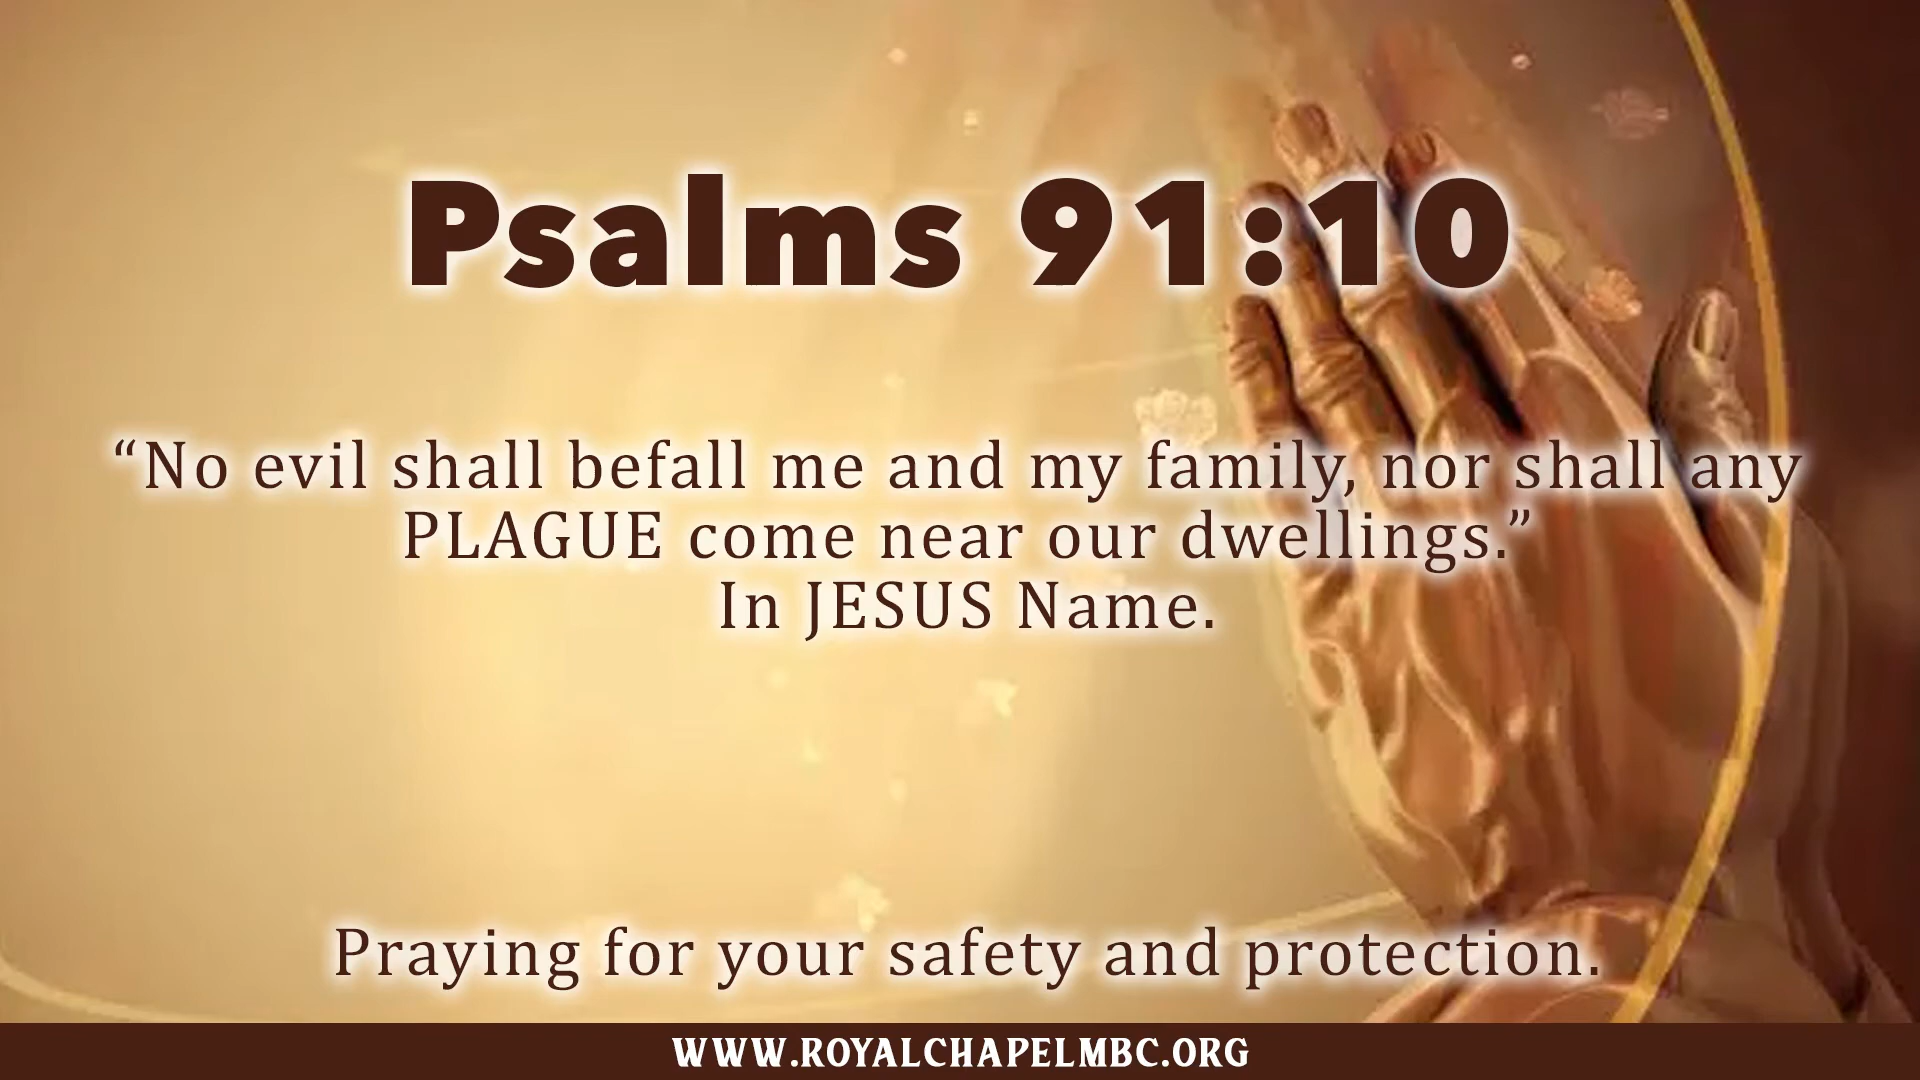 Psalms 91:10
“No evil shall befall me and my family, nor shall any
PLAGUE come near our dwellings.”
In JESUS Name.
Praying for your safety and protection.
WWW.ROYALCHAPELMBC.ORG